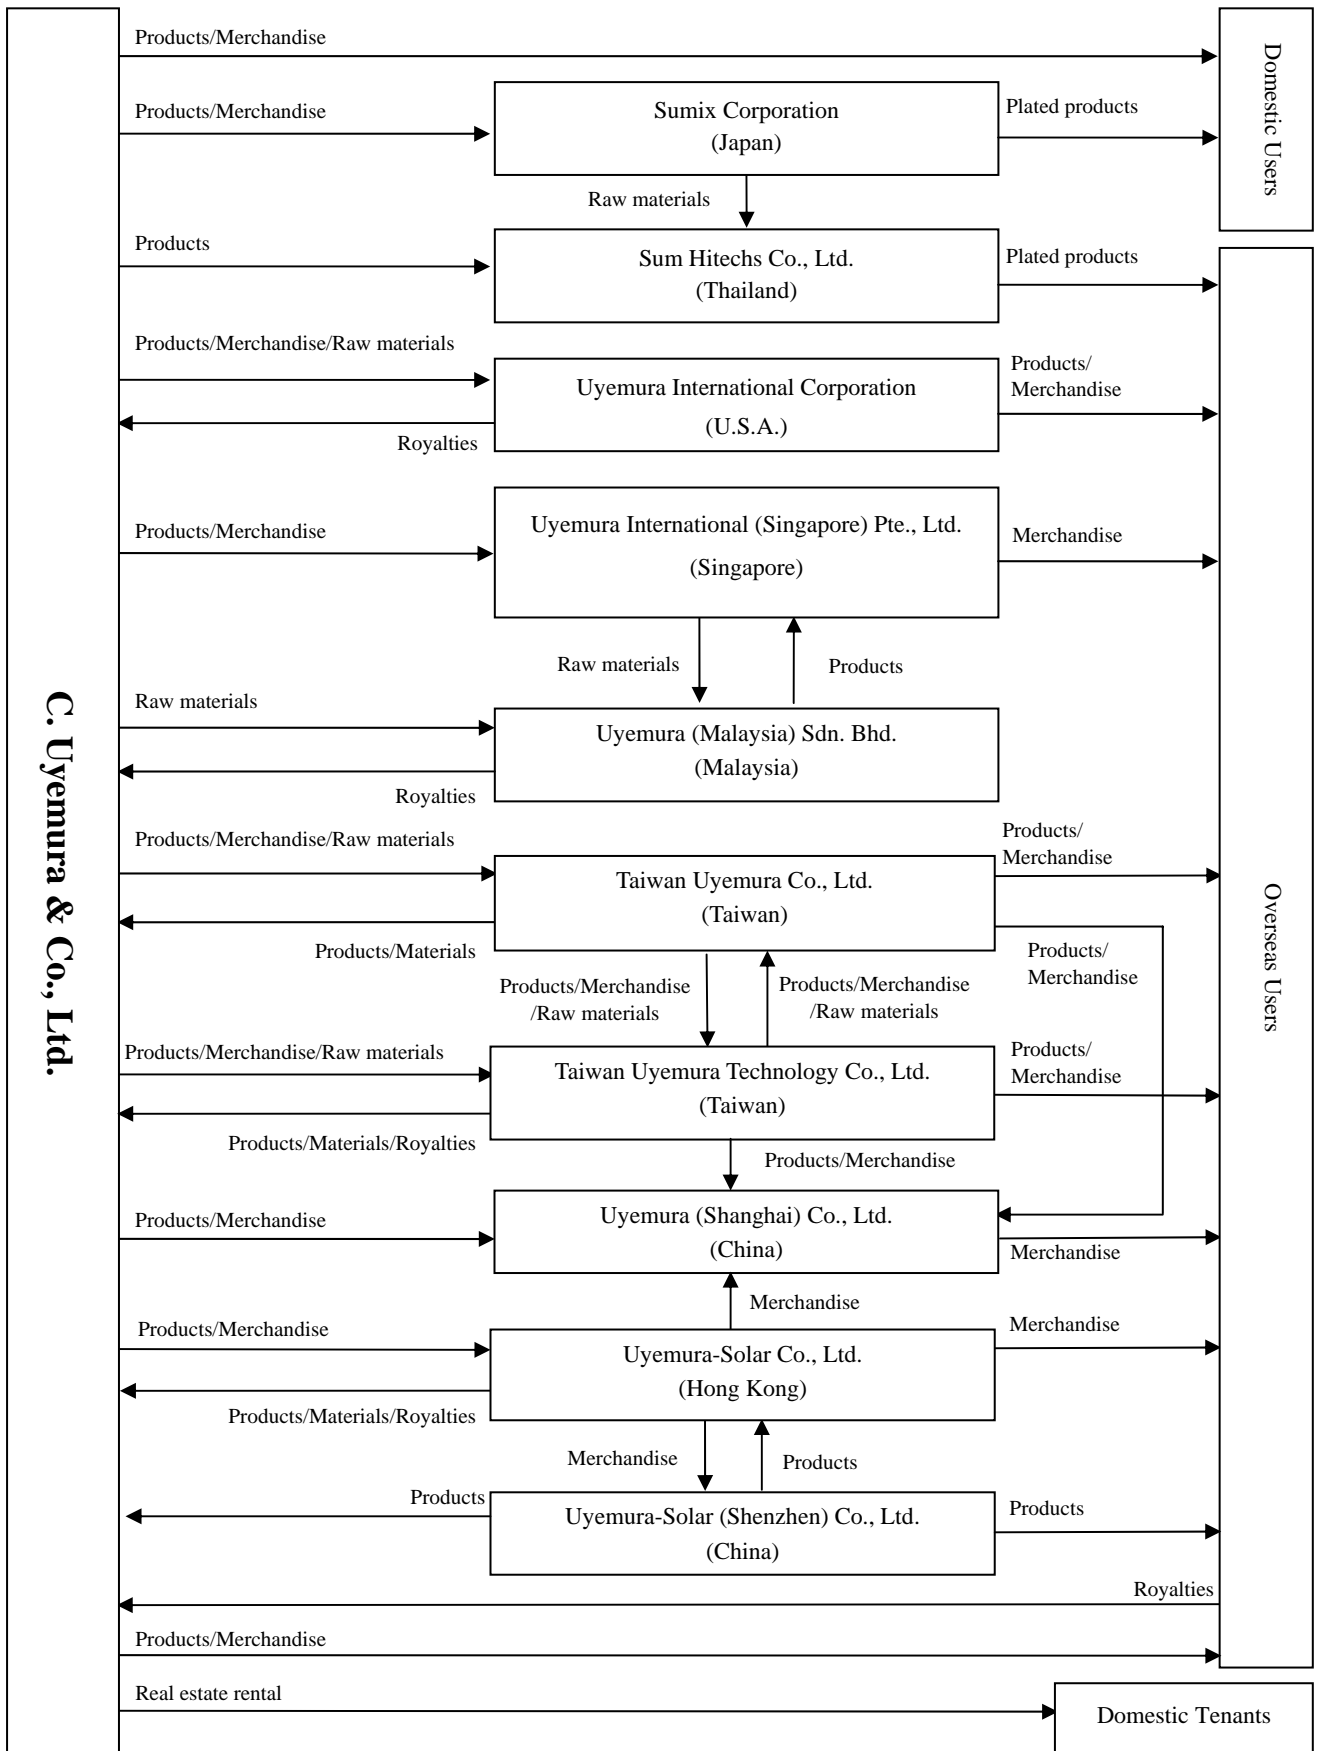 Products/Merchandise
Domestic Users
Products/Merchandise
Sumix Corporation
(Japan)
Plated products
Raw materials
Products
Sum Hitechs Co., Ltd.
(Thailand)
Plated products
Products/Merchandise/Raw materials
Uyemura International Corporation
(U.S.A.)
Products/
Merchandise
Royalties
Products/Merchandise
Uyemura International (Singapore) Pte., Ltd.
(Singapore)
Merchandise
Raw materials
Products
C. Uyemura & Co., Ltd.
Raw materials
Uyemura (Malaysia) Sdn. Bhd.
(Malaysia)
Royalties
Products/Merchandise/Raw materials
Taiwan Uyemura Co., Ltd.
(Taiwan)
Products/
Merchandise
Overseas Users
Products/Materials
Products/
Merchandise
Products/Merchandise
/Raw materials
Products/Merchandise
/Raw materials
Products/Merchandise/Raw materials
Taiwan Uyemura Technology Co., Ltd.
(Taiwan)
Products/
Merchandise
Products/Materials/Royalties
Products/Merchandise
Products/Merchandise
Uyemura (Shanghai) Co., Ltd.
(China)
Merchandise
Merchandise
Products/Merchandise
Uyemura-Solar Co., Ltd.
(Hong Kong)
Merchandise
Products/Materials/Royalties
Merchandise
Products
Products
Uyemura-Solar (Shenzhen) Co., Ltd.
(China)
Products
Royalties
Products/Merchandise
Real estate rental
Domestic Tenants